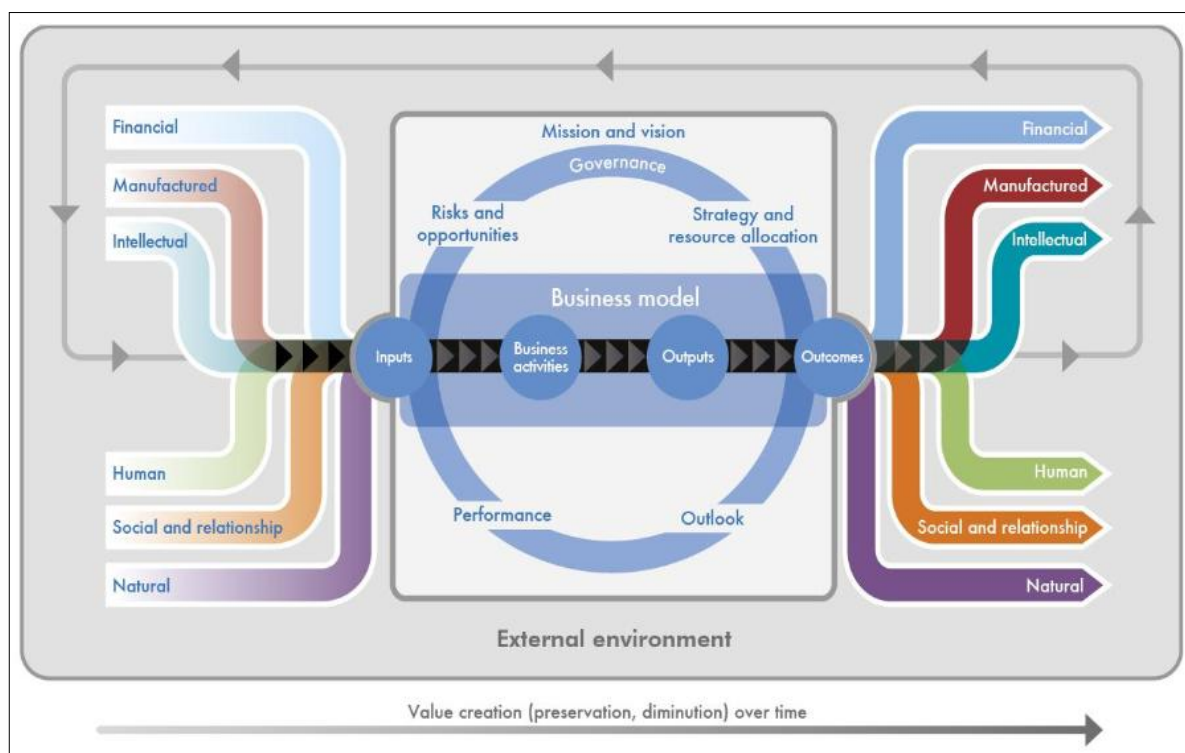 Financial
Manufactured
Intellectual
Human
Social and relationship
Natural
Mission and vision
Governance
Risks and
opportunities
Strategy and
resource allocation
Business model
Inputs
Business
activities
Outputs
Outcomes
Performance
Outlook
Financial
Manufactured
Intellectual
Human
Social and relationship
Natural
External environment
Value creation (preservation, diminution) over time